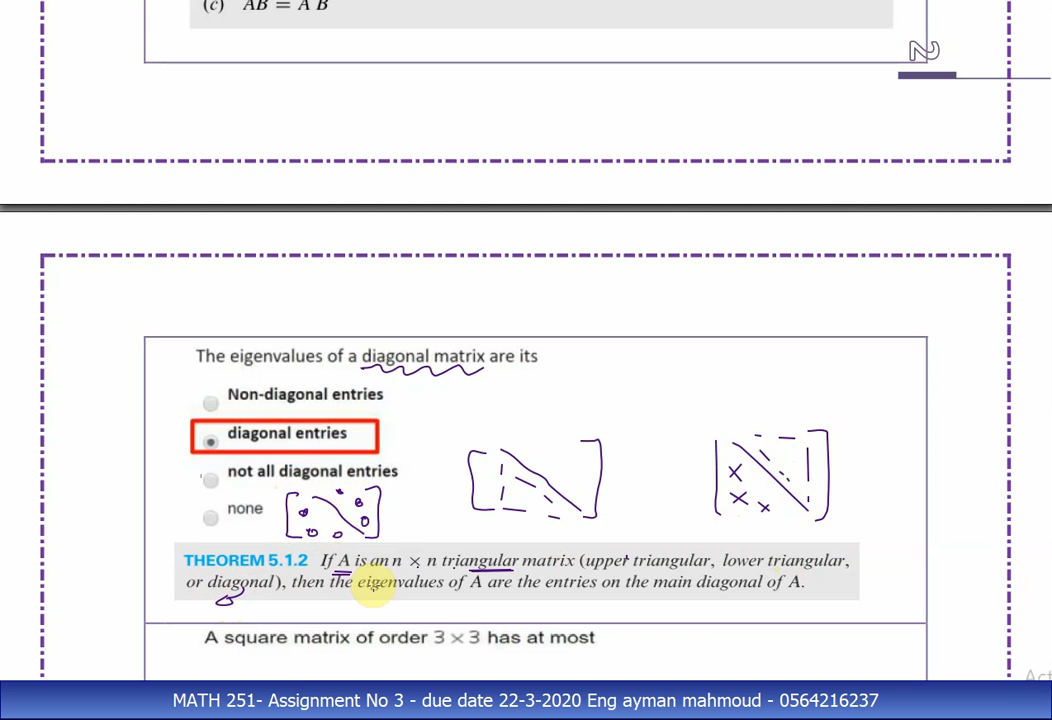 (c) AB = A B
2
The eigenvalues of a diagonal matrix are its
Non-diagonal entries
diagonal entries
not all diagonal entries
none
THEOREM 5.1.2 If A is an n × n triangular matrix (upper triangular, lower triangular,
or diagonal), then the eigenvalues of A are the entries on the main diagonal of A.
A square matrix of order 3 × 3 has at most
MATH 251- Assignment No 3 - due date 22-3-2020 Eng ayman mahmoud - 0564216237